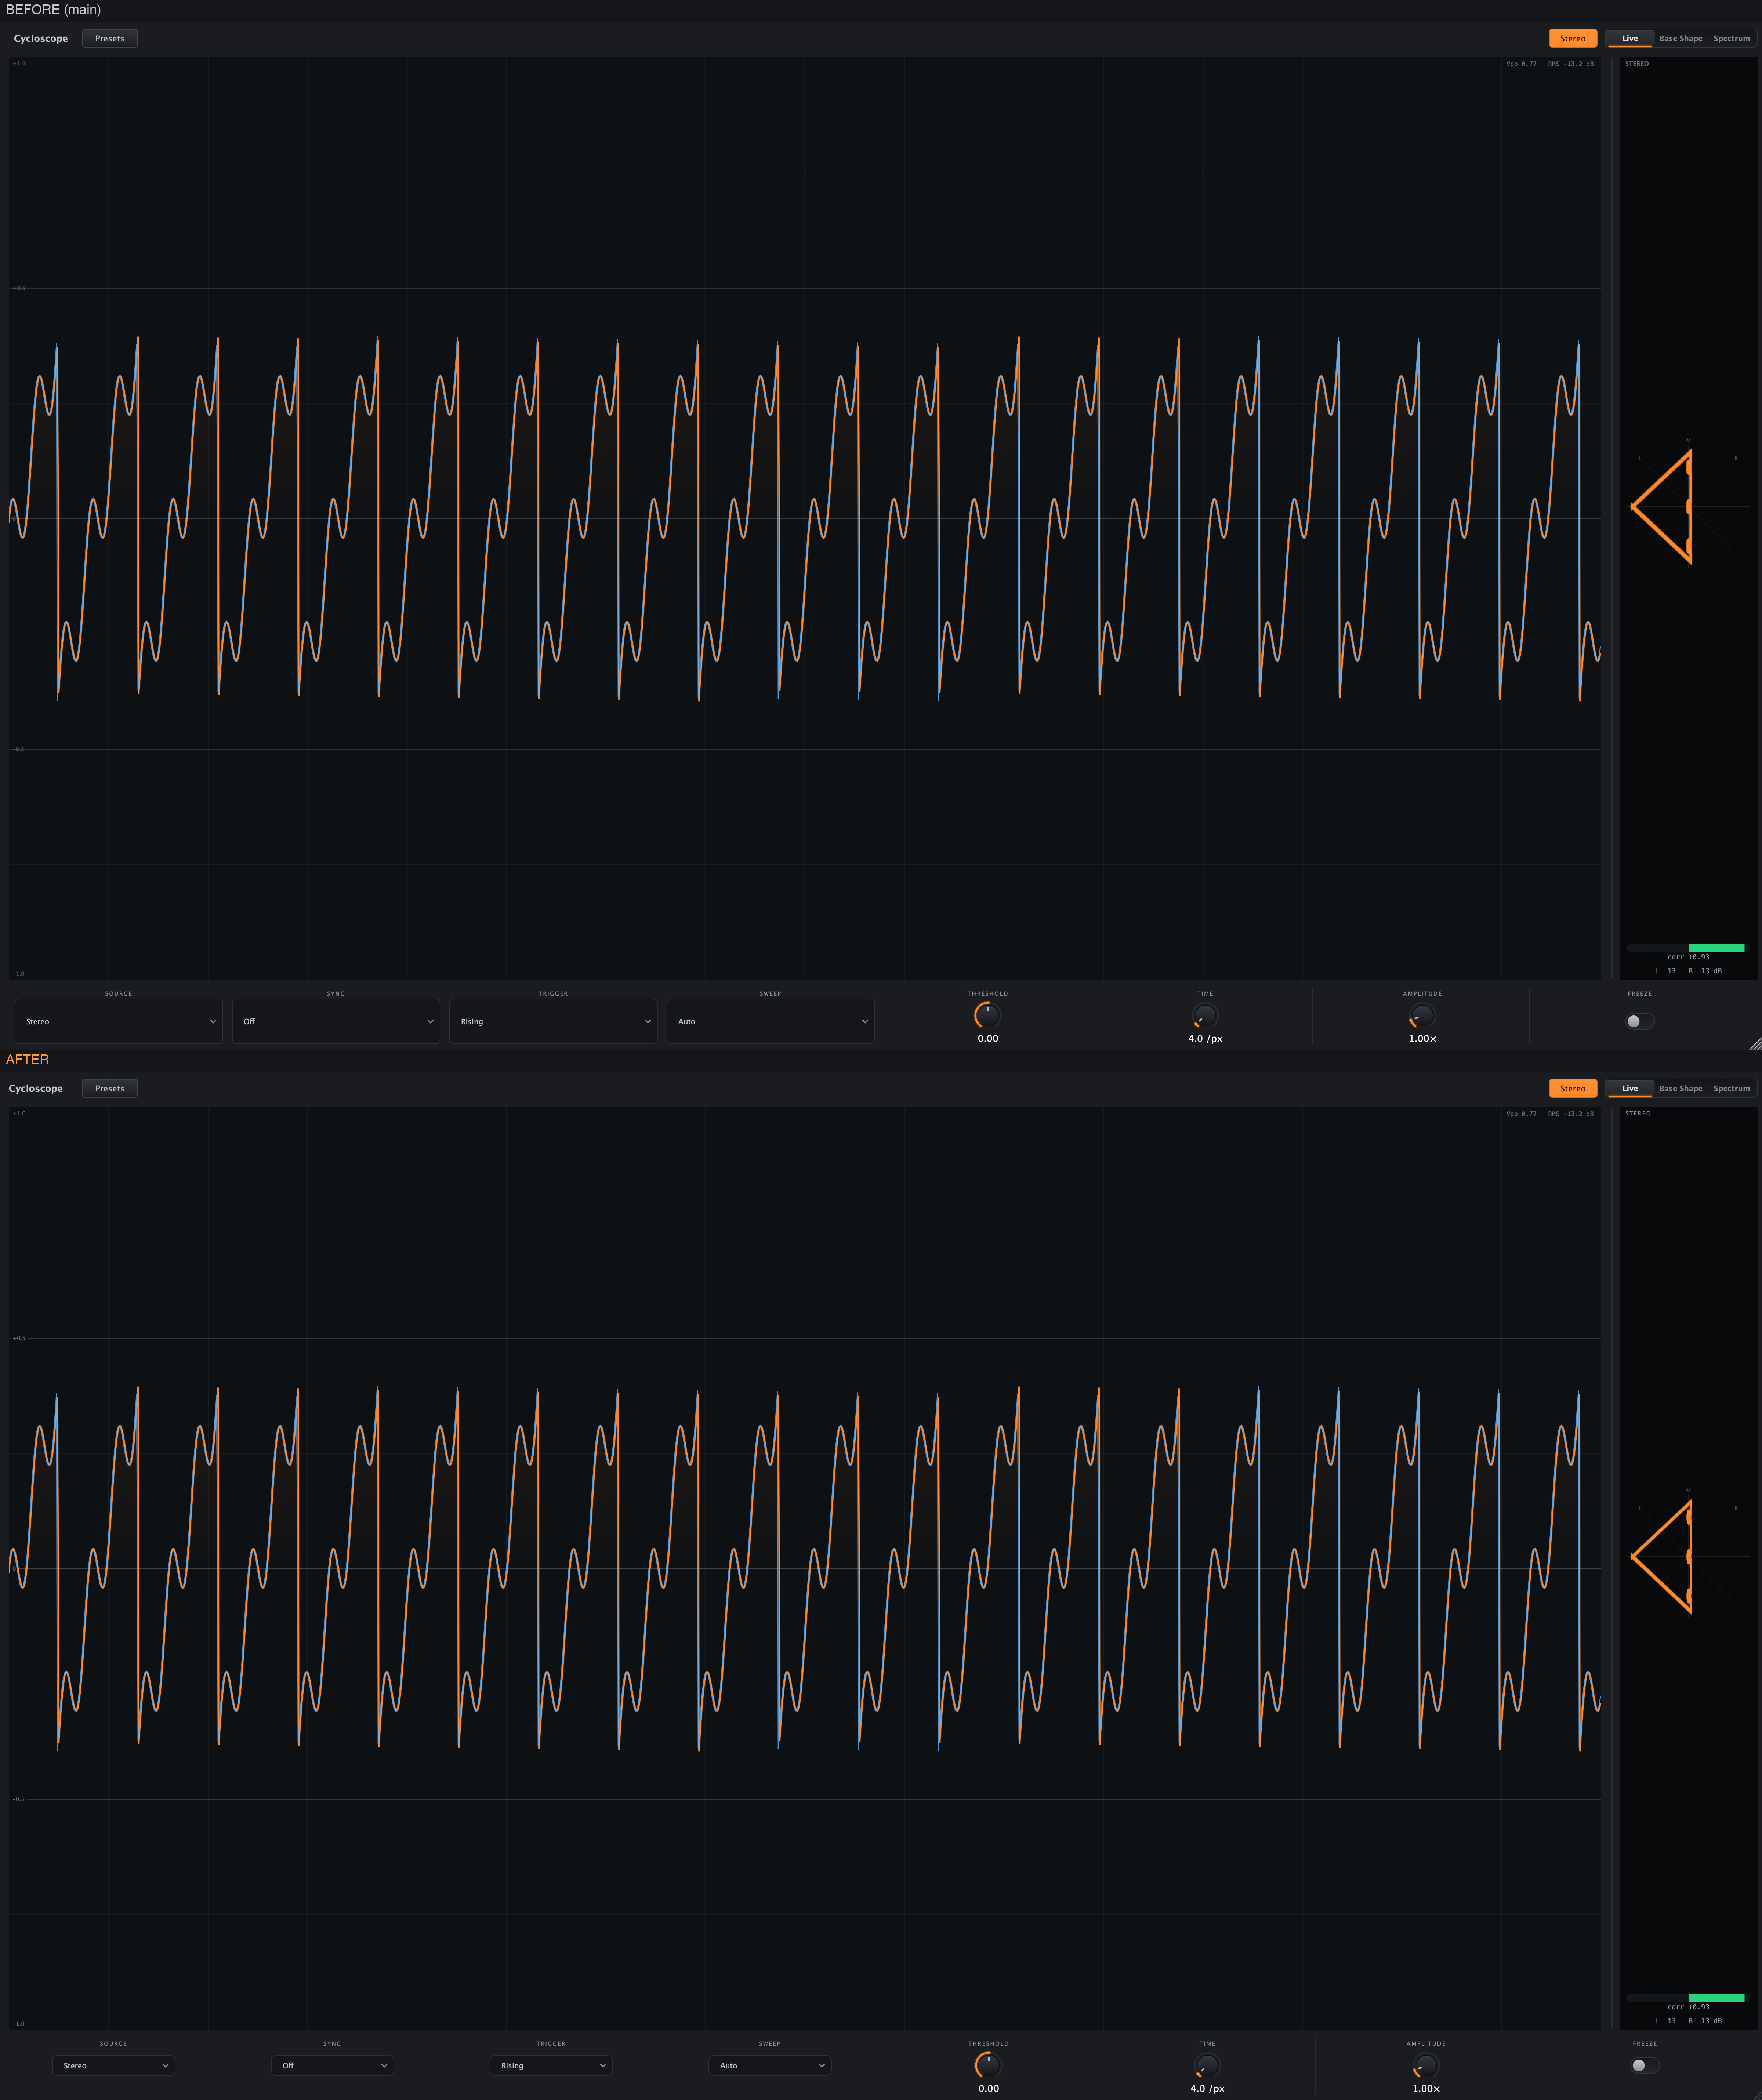 BEFORE (main)
Cycloscope Presets Stereo Live Base Shape Spectrum
+1.0 Vpp 0.77 RMS −13.2 dB STEREO
+0.5
M
L R
0
−0.5
corr +0.93
L −13 R −13 dB
−1.0
SOURCE SYNC TRIGGER SWEEP THRESHOLD TIME AMPLITUDE FREEZE
Stereo Off Rising Auto
0.00 4.0 /px 1.00×
AFTER
Cycloscope Presets Stereo Live Base Shape Spectrum
+1.0 Vpp 0.77 RMS −13.2 dB STEREO
+0.5
M
L R
−0.5
corr +0.93
L −13 R −13 dB
−1.0
SOURCE SYNC TRIGGER SWEEP THRESHOLD TIME AMPLITUDE FREEZE
Stereo Off Rising Auto
0.00 4.0 /px 1.00×